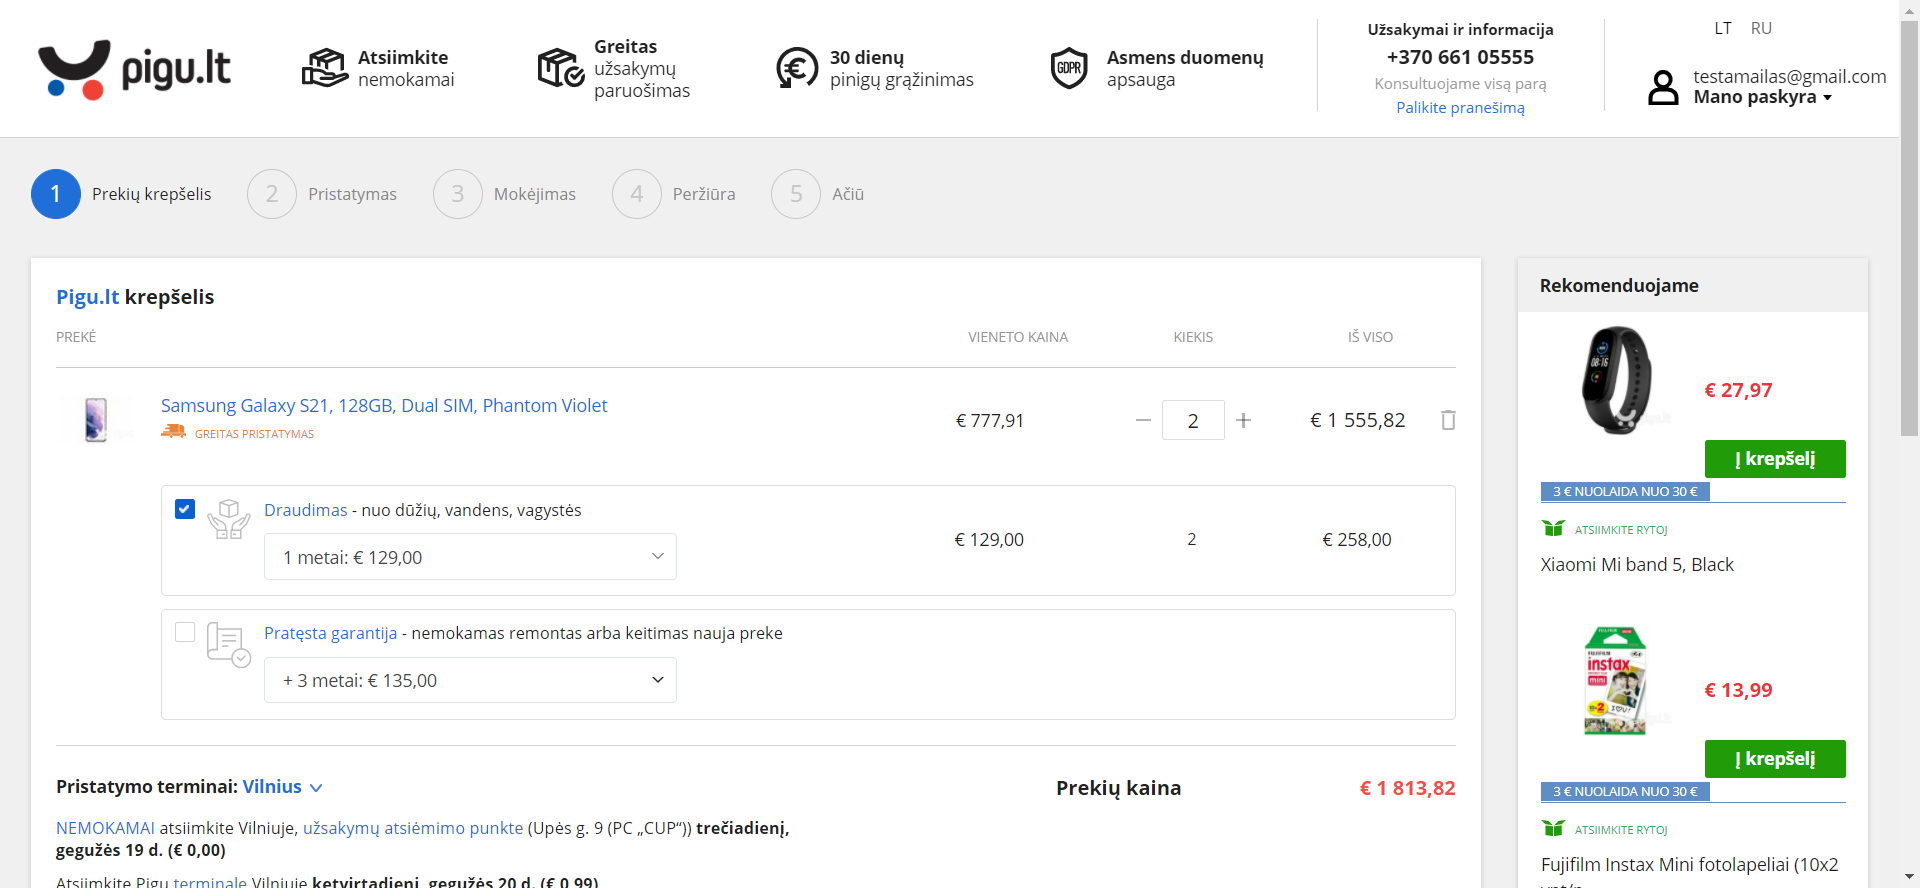 pigu.lt
Atsiimkite
nemokamai
Greitas
užsakymų
paruošimas
30 dienų
pinigų grąžinimas
GDPR
Asmens duomenų
apsauga
Užsakymai ir informacija
+370 661 05555
Konsultuojame visą parą
Palikite pranešimą
LT RU
testamailas@gmail.com
Mano paskyra
1 Prekių krepšelis 2 Pristatymas 3 Mokėjimas 4 Peržiūra 5 Ačiū
Pigu.lt krepšelis
PREKĖ VIENETO KAINA KIEKIS IŠ VISO
Samsung Galaxy S21, 128GB, Dual SIM, Phantom Violet
GREITAS PRISTATYMAS
€ 777,91 2 € 1 555,82
Draudimas - nuo dūžių, vandens, vagystės
1 metai: € 129,00
€ 129,00 2 € 258,00
Pratęsta garantija - nemokamas remontas arba keitimas nauja preke
+ 3 metai: € 135,00
Pristatymo terminai: Vilnius
Prekių kaina € 1 813,82
NEMOKAMAI atsiimkite Vilniuje, užsakymų atsiėmimo punkte (Upės g. 9 (PC „CUP“)) trečiadienį,
gegužės 19 d. (€ 0,00)
Atsiimkite Pigu terminale Vilniuje ketvirtadienį, gegužės 20 d. (€ 0,99)
Rekomenduojame
08:16
€ 27,97
Į krepšelį
3 € NUOLAIDA NUO 30 €
ATSIIMKITE RYTOJ
Xiaomi Mi band 5, Black
FUJIFILM
instax
mini
€ 13,99
Į krepšelį
3 € NUOLAIDA NUO 30 €
ATSIIMKITE RYTOJ
Fujifilm Instax Mini fotolapeliai (10x2